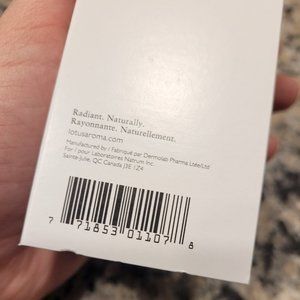 Radiant. Naturally.
Rayonnante. Naturellement.
lotusaroma.com
Manufactured by / Fabriqué par Dermolab Pharma Ltée/Ltd
For / pour Laboratoires Natrum Inc.
Sainte-Julie, QC Canada J3E 1Z4
7 71853 01107 8